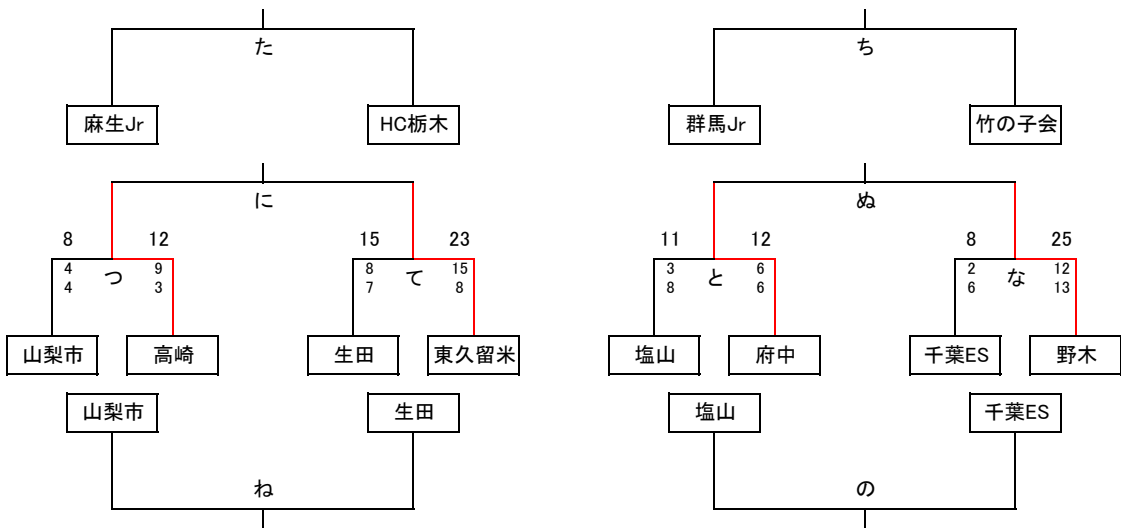 た ち
麻生Jr HC栃木 群馬Jr 竹の子会
に ぬ
8 12 15 23 11 12 8 25
4 つ 9 8 て 15 3 と 6 2 な 12
4 3 7 8 8 6 6 13
山梨市 高崎 生田 東久留米 塩山 府中 千葉ES 野木
山梨市 生田 塩山 千葉ES
ね の